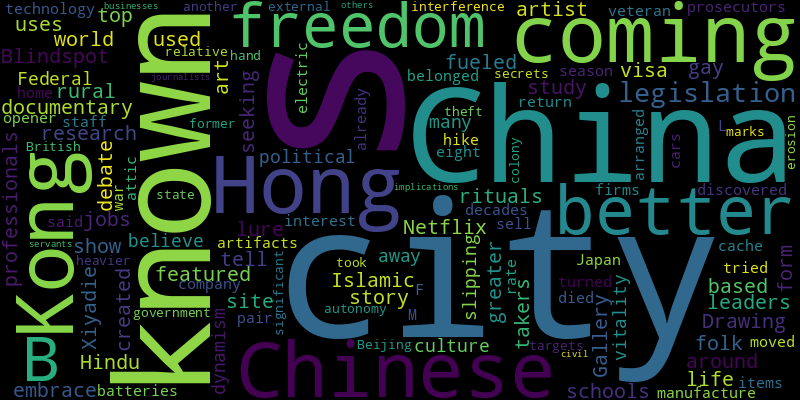 technology
businesses
another
external
others
interference
artist
veteran
prosecutors
top
uses
freedom
coming
world
used
Blindspot
relative
hand
fueled
season
visa
gay
Federal
journalists
art
electric
belonged
secrets
home
rural
documentary
known
S
China
study
legislation
opener
staff
former
seeking
already
return
theft
many
marks
research
debate
hike
L
cars
erosion
British
Kong
professionals
political
eight
colony
arranged
attic
war
Hong
implications
firms
discovered
state
rituals
better
said
jobs
interest
decades
sell
lure
Netflix
city
servants
show
believe
artifacts
away
slipping
cache
heavier
tell
took
Islamic
greater
rate
Japan
tried
form
featured
company
significant
story
F
takers
turned
based
Xiyadie
created
site
autonomy
M
died
Gallery
vitality
leaders
government
pair
Drawing
B
dynamism
Beijing
culture
targets
folk
moved
Hindu
Chinese
civil
around
life
items
embrace
batteries
schools
manufacture